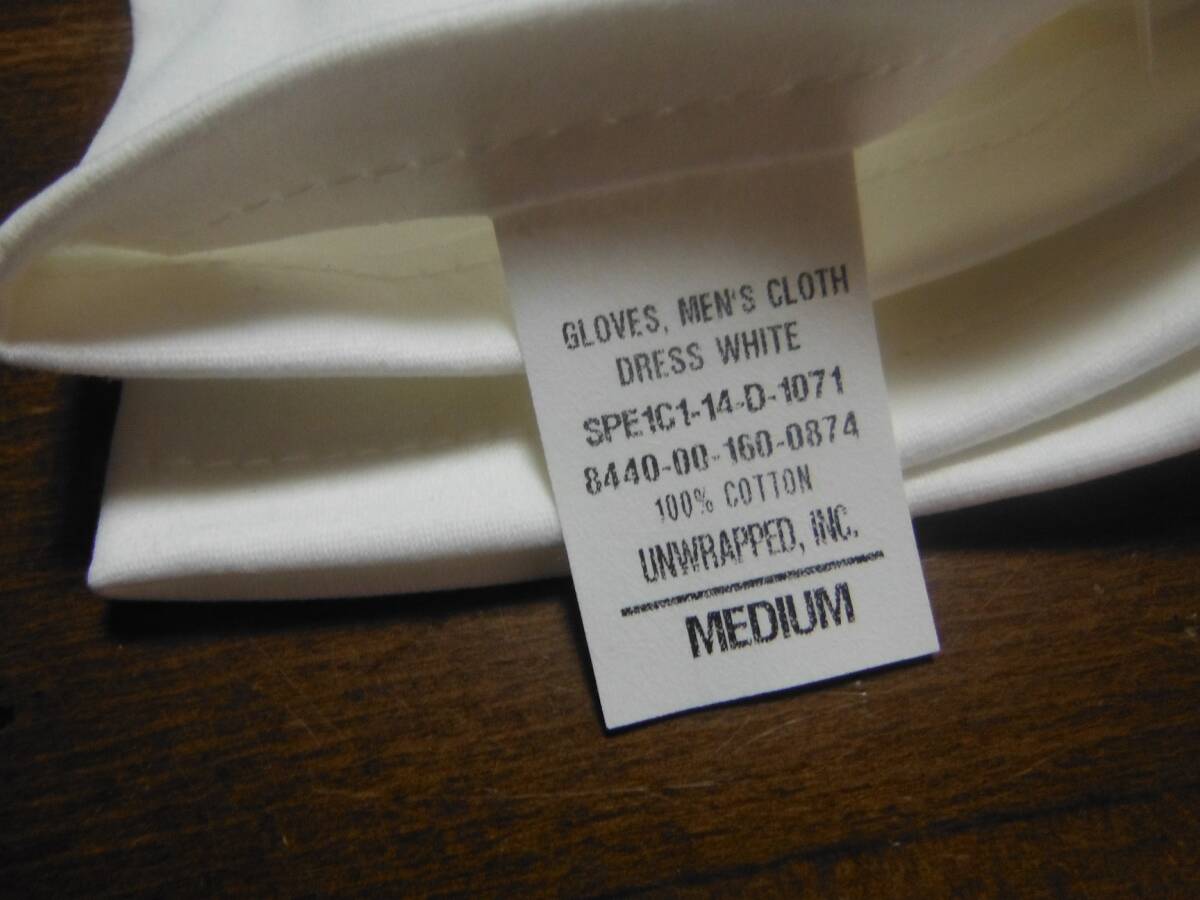 GLOVES, MEN'S CLOTH
DRESS WHITE
SPE1C1-14-D-1071
8440-00-160-0874
100% COTTON
UNWRAPPED, INC.
MEDIUM